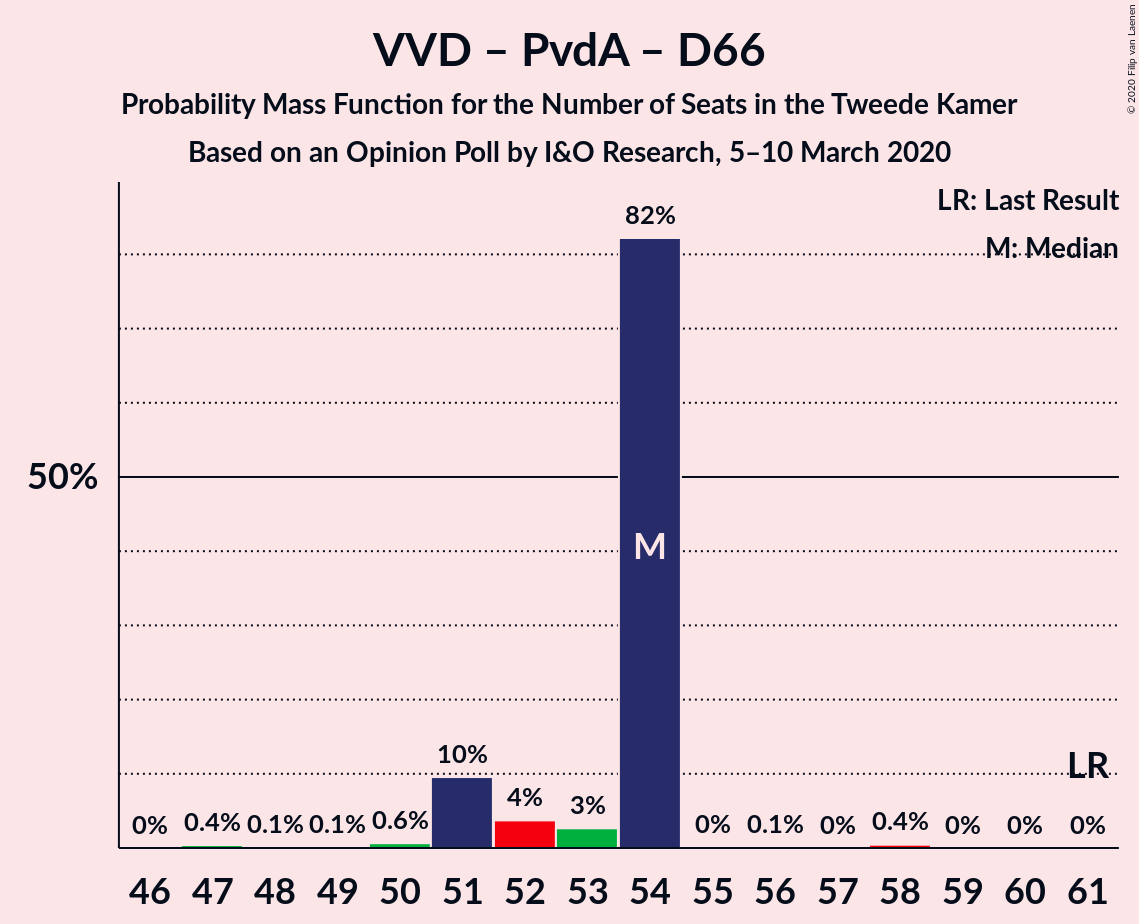 VVD – PvdA – D66
Probability Mass Function for the Number of Seats in the Tweede Kamer
Based on an Opinion Poll by I&O Research, 5–10 March 2020
© 2020 Filip van Laenen
LR: Last Result
M: Median
82%
50%
M
10%
LR
4%
3%
0% 0.4% 0.1% 0.1% 0.6% 0% 0.1% 0% 0.4% 0% 0% 0%
46 47 48 49 50 51 52 53 54 55 56 57 58 59 60 61